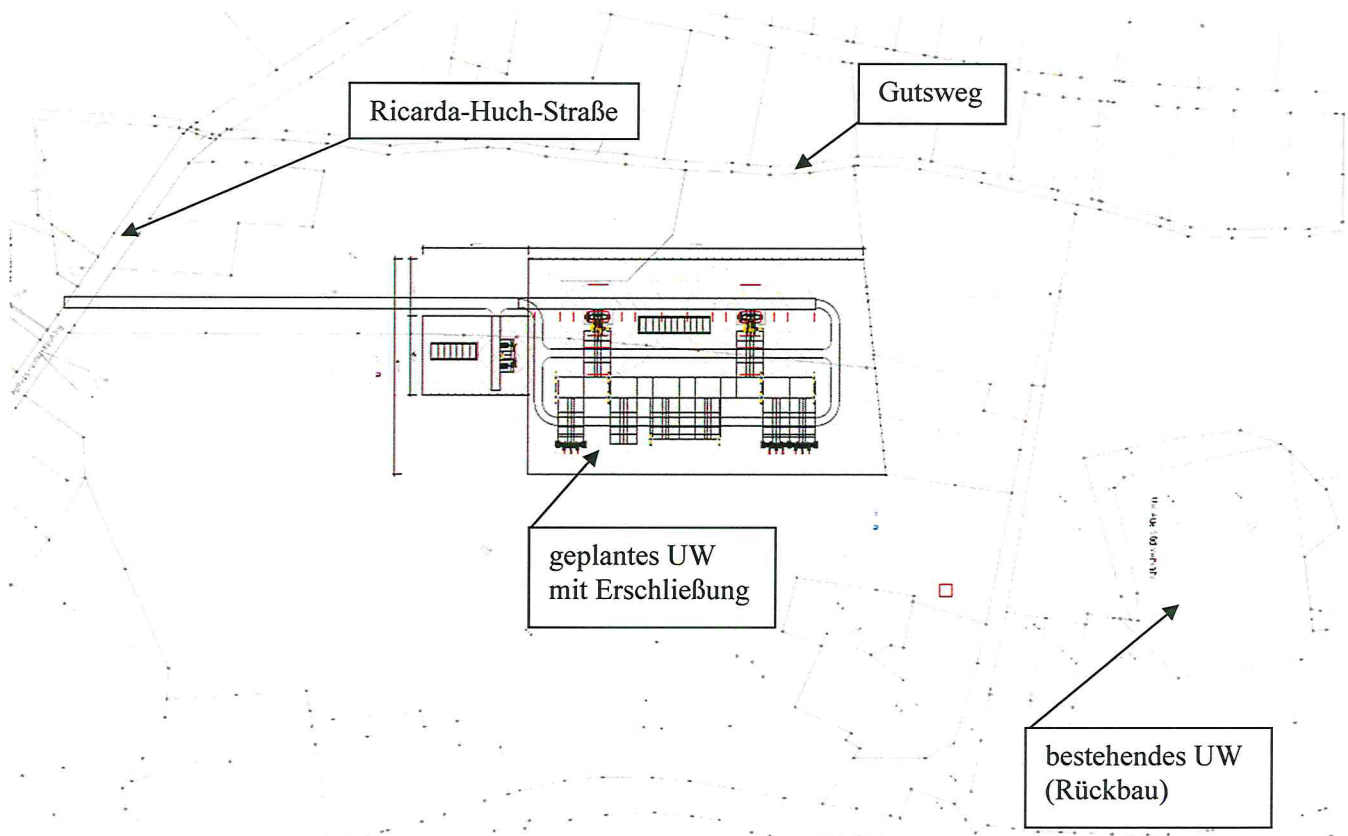 Ricarda-Huch-Straße
Gutsweg
geplantes UW
mit Erschließung
bestehendes UW
(Rückbau)